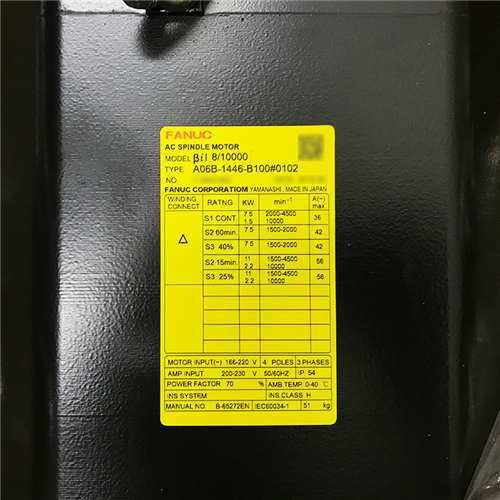 FANUC
AC SPINDLE MOTOR
MODEL βiI 8/10000
TYPE A06B-1446-B100#0102
NO
FANUC CORPORATIOM YAMANASHI , MADE IN JAPAN
WINDING CONNECT RATNG KW min⁻¹ A(~)
△
S1 CONT. 7.5 2000-4500 36
1.5 10000
S2 60min. 7.5 1500-2000 42
S3 40% 7.5 1500-2000 42
S2 15min. 11 1500-4500 56
2.2 10000
S3 25% 11 1500-4500 56
2.2 10000
MOTOR INPUT(~) 166-220 V 4 POLES 3 PHASES
AMP INPUT 200-230 V 50/60HZ IP 54
POWER FACTOR 70 % AMB.TEMP. 0-40 ℃
INS SYSTEM INS.CLASS H
MANUAL NO. B-65272EN IEC60034-1 51 kg